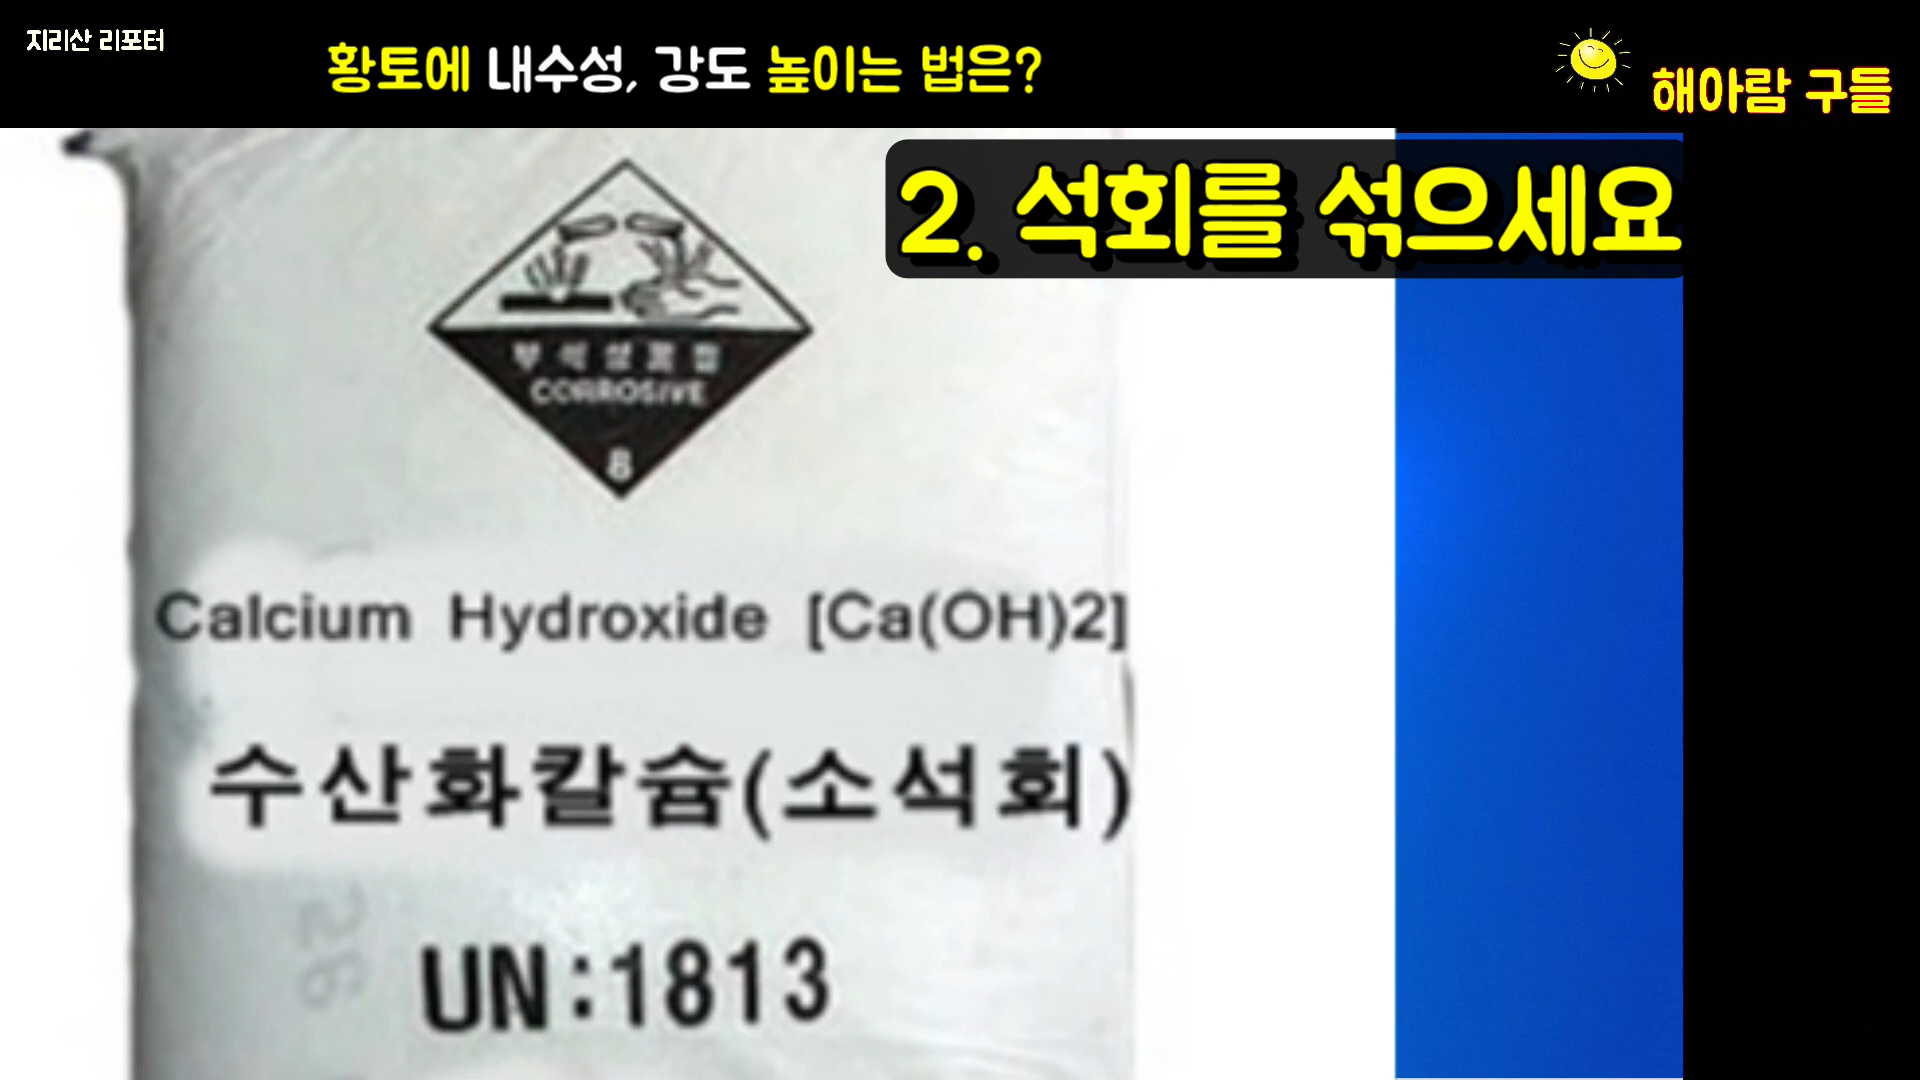 지리산 리포터
황토에 내수성, 강도 높이는 법은?
해아람 구들
2. 석회를 섞으세요
CORROSIVE
8
Calcium Hydroxide [Ca(OH)2]
수산화칼슘(소석회)
26
UN:1813